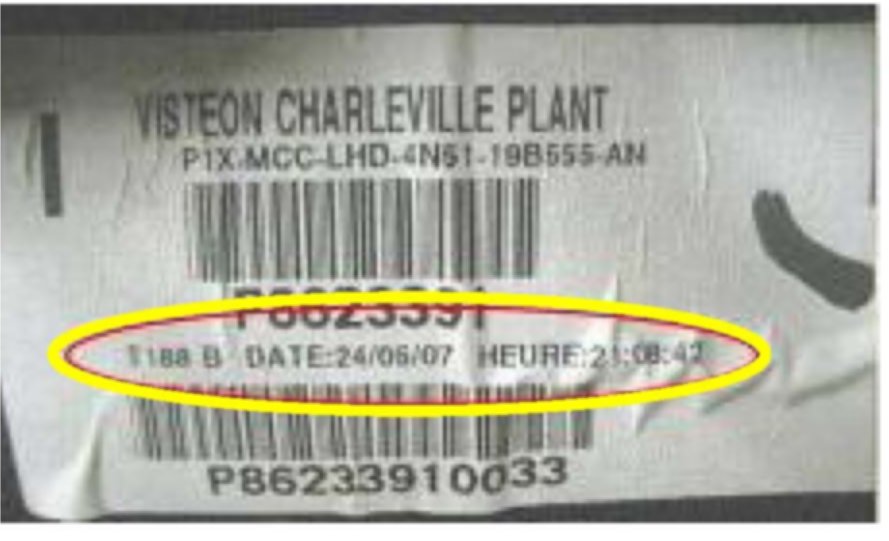 VISTEON CHARLEVILLE PLANT
P1X-MCC-LHD-4N51-19B555-AN
P8623391
T188 B DATE:24/05/07 HEURE:21:08:42
P86233910033